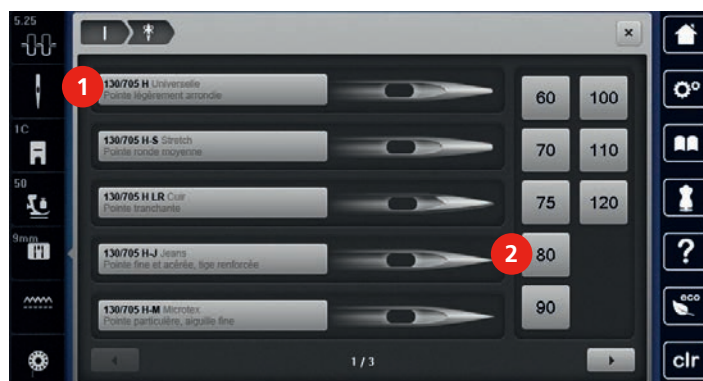 5.25
1
130/705 H Universelle
Pointe légèrement arrondie
60 100
1C
130/705 H-S Stretch
Pointe ronde moyenne
70 110
50
130/705 H LR Cuir
Pointe tranchante
75 120
9mm
130/705 H-J Jeans
Pointe fine et acérée, tige renforcée
2
80
?
130/705 H-M Microtex
Pointe particulière, aiguille fine
90
eco
1 / 3
clr